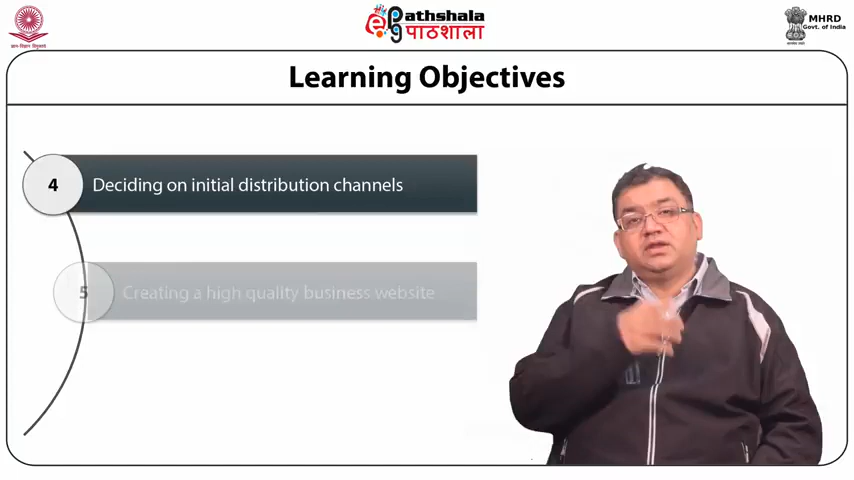 ePathshala
पाठशाला
MHRD
Govt. of India
Learning Objectives
4
Deciding on initial distribution channels
5
Creating a high quality business website